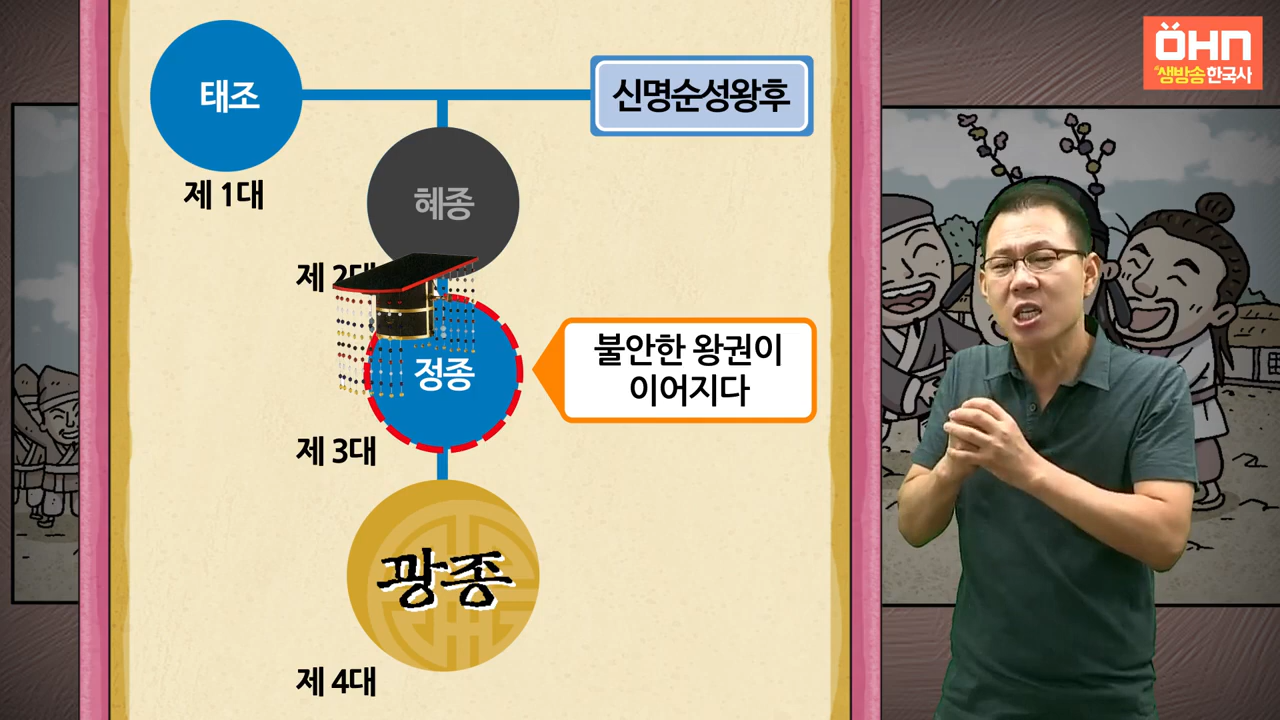 태조
신명순성왕후
제 1대
혜종
제 2대
정종
불안한 왕권이
이어지다
제 3대
광종
제 4대
ÖHA
“생방송 한국사